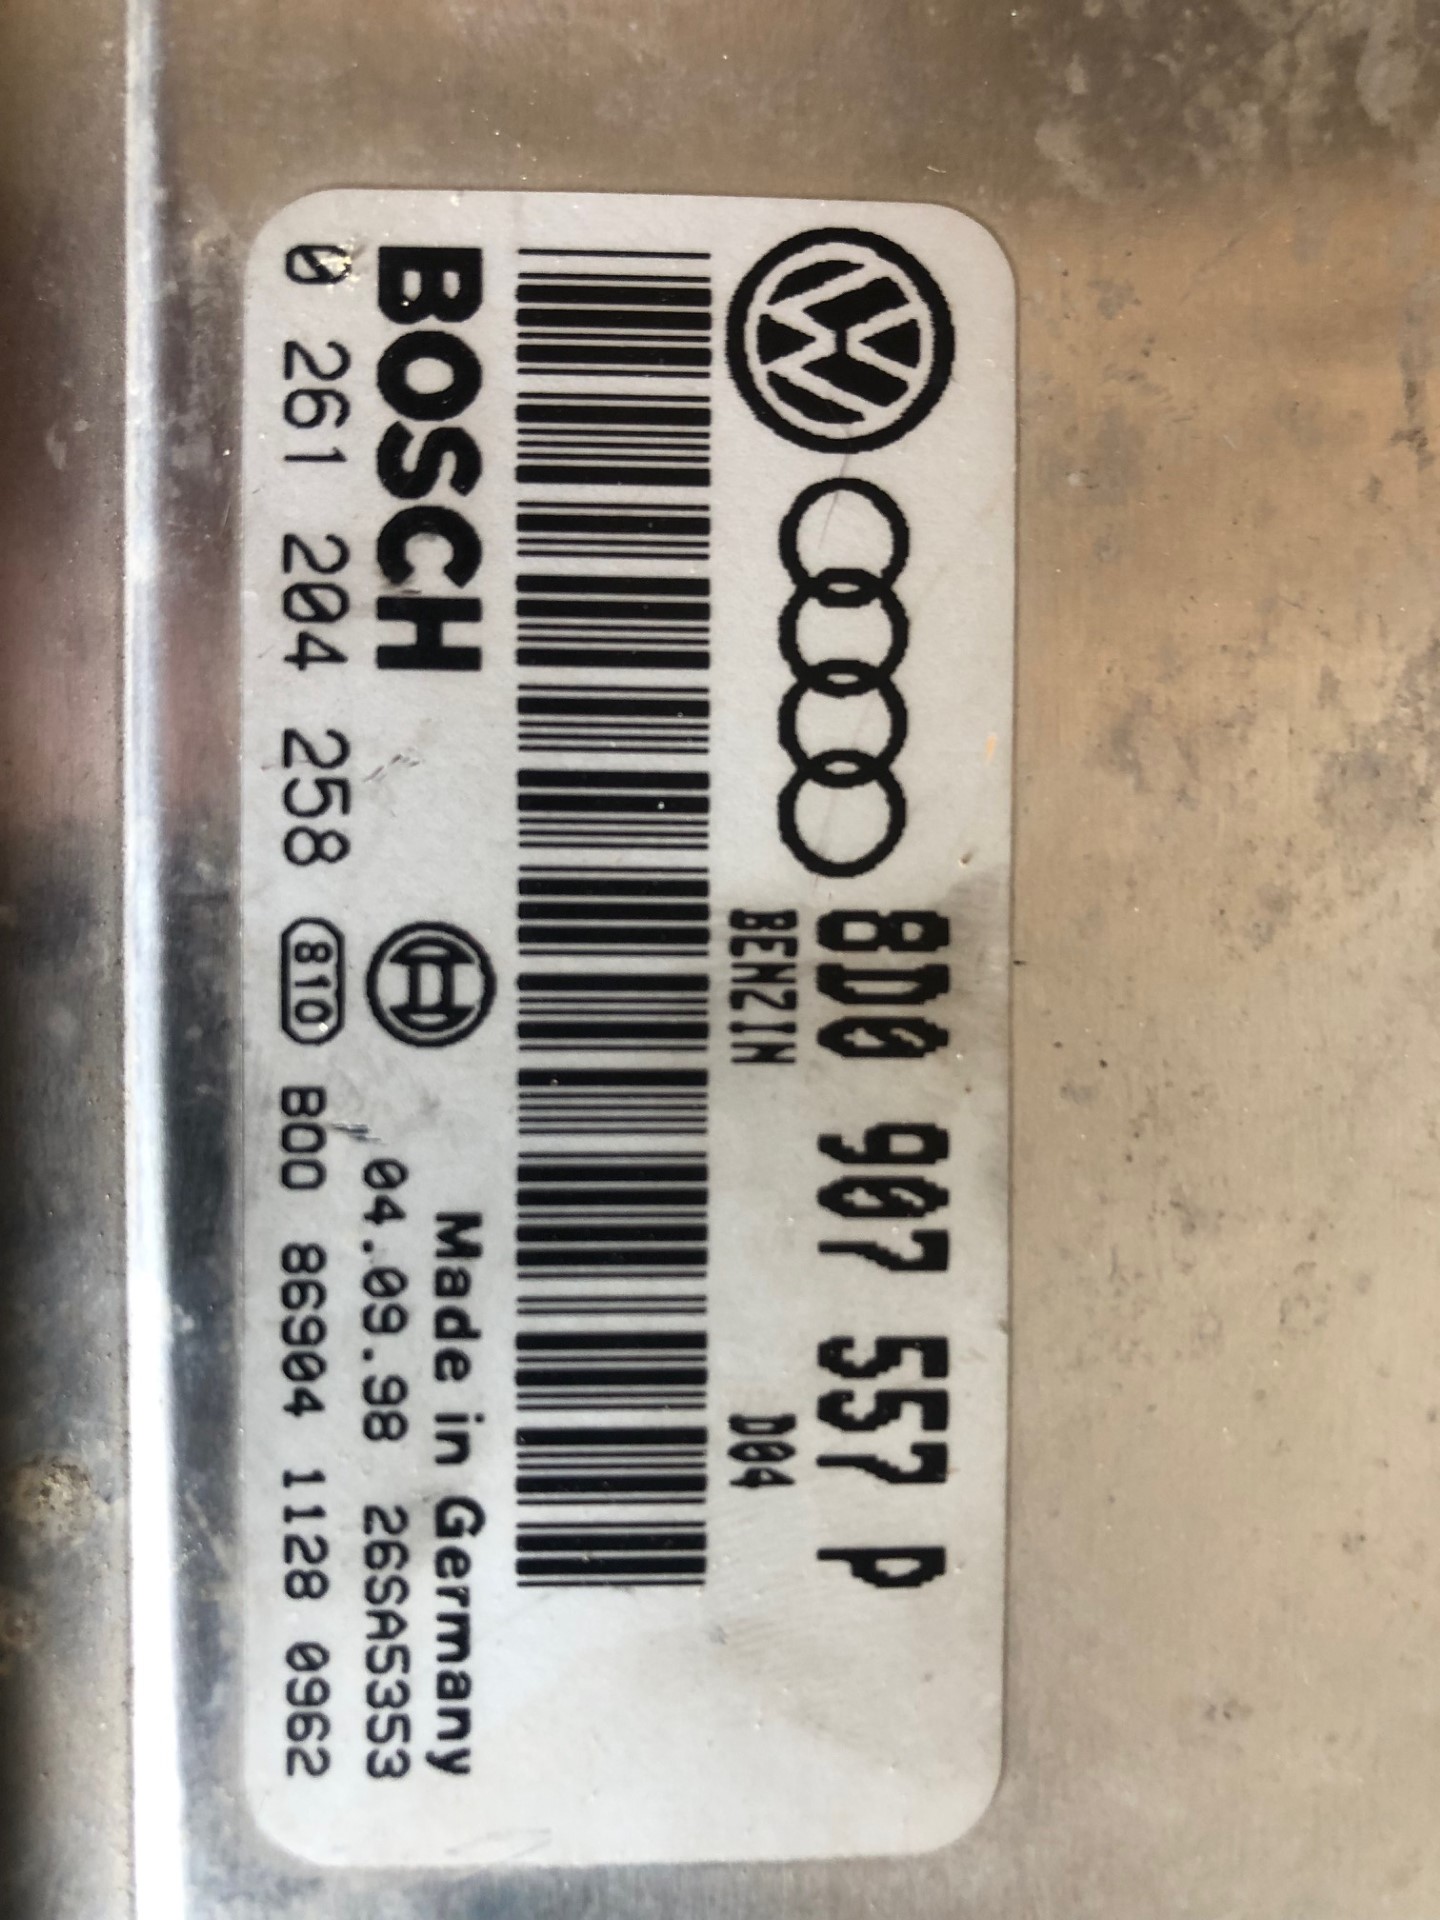 8D0 907 557 P
BENZIN D04
BOSCH Made in Germany
04.09.98 26SA5353
0 261 204 258 810 B00 86904 1128 0962